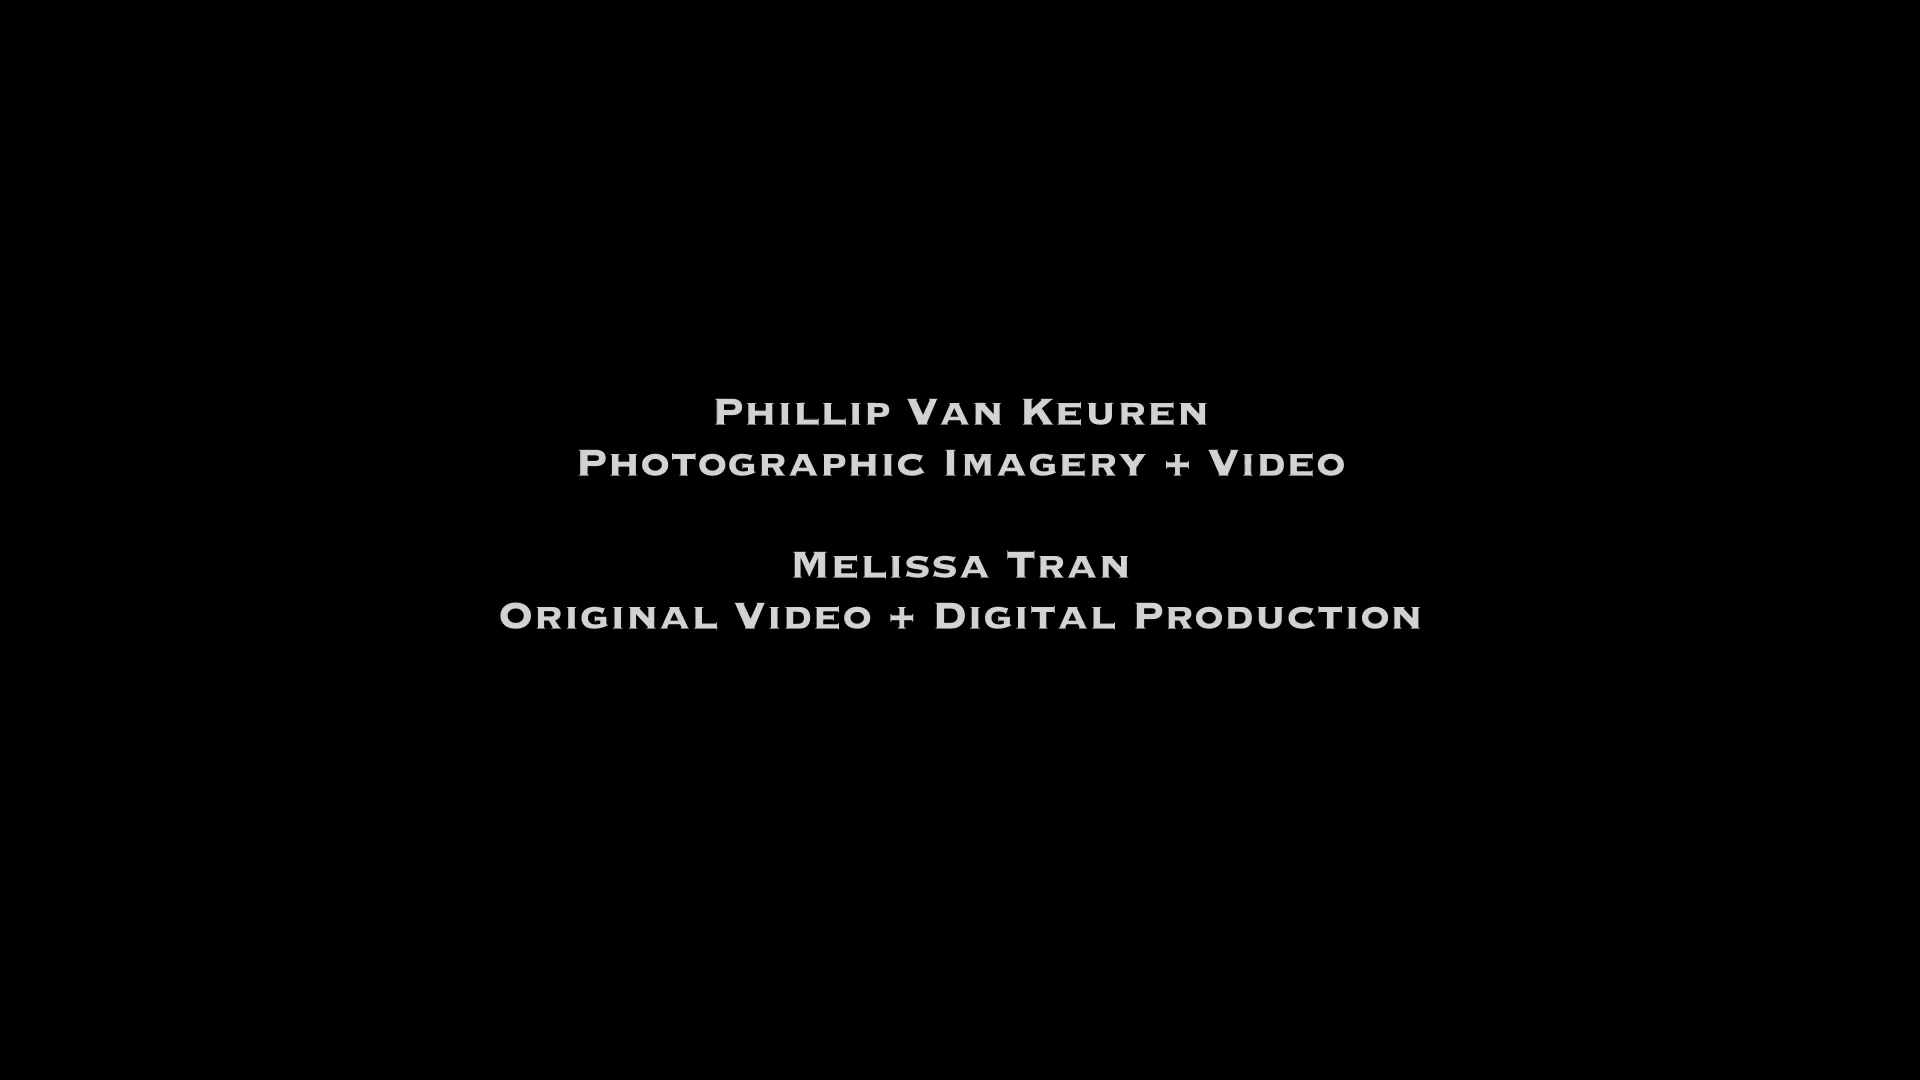 Phillip Van Keuren
Photographic Imagery + Video
Melissa Tran
Original Video + Digital Production